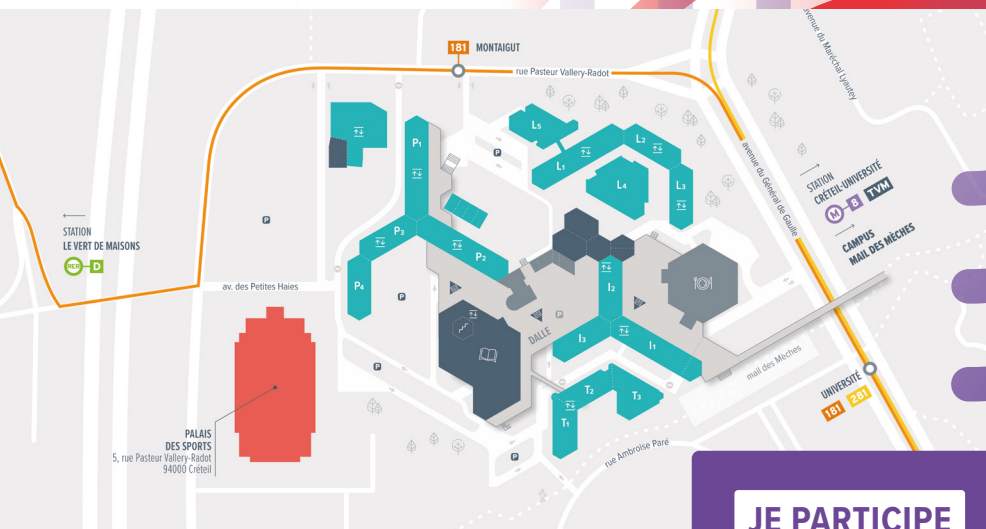 181 MONTAIGUT
rue Pasteur Vallery-Radot
avenue du Maréchal Lyautey
avenue du Général de Gaulle
STATION
CRÉTEIL-UNIVERSITÉ
M 8 TVM
CAMPUS
MAIL DES MÈCHES
STATION
LE VERT DE MAISONS
RER D
av. des Petites Haies
P1
P2
P3
P4
L5
L1
L2
L3
L4
I2
I3
I1
T2
T3
T1
P
P
P
P
P
P
DALLE
mail des Mèches
UNIVERSITÉ
181 281
rue Ambroise Paré
PALAIS
DES SPORTS
5, rue Pasteur Vallery-Radot
94000 Créteil
JE PARTICIPE